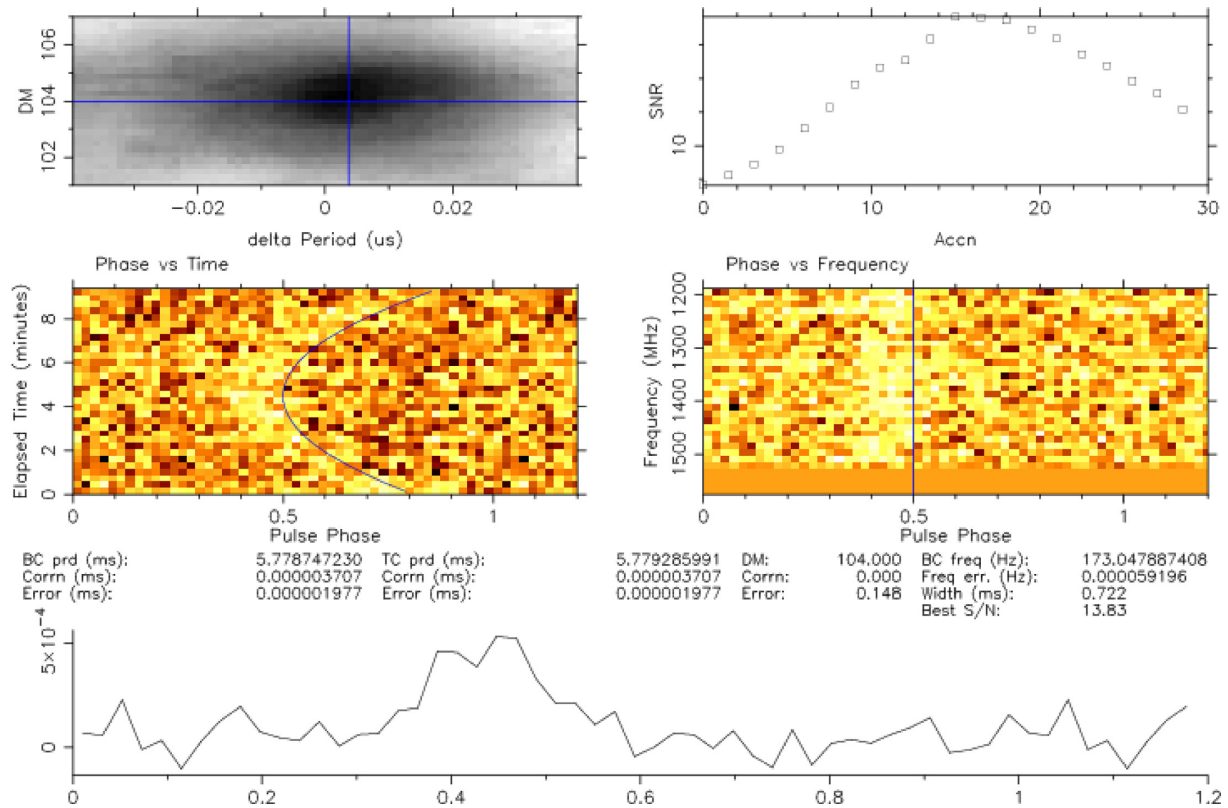 106
104
102
DM
−0.02 0 0.02
delta Period (us)
SNR
10
0 10 20 30
Accn
Phase vs Time
Elapsed Time (minutes)
8
6
4
2
0
0 0.5 1
Pulse Phase
Phase vs Frequency
Frequency (MHz)
1200
1300
1400
1500
0 0.5 1
Pulse Phase
BC prd (ms): 5.778747230 TC prd (ms): 5.779285991 DM: 104.000 BC freq (Hz): 173.047887408
Corrn (ms): 0.000003707 Corrn (ms): 0.000003707 Corrn: 0.000 Freq err. (Hz): 0.000059196
Error (ms): 0.000001977 Error (ms): 0.000001977 Error: 0.148 Width (ms): 0.722
Best S/N: 13.83
5×10⁻⁴
0
0 0.2 0.4 0.6 0.8 1 1.2